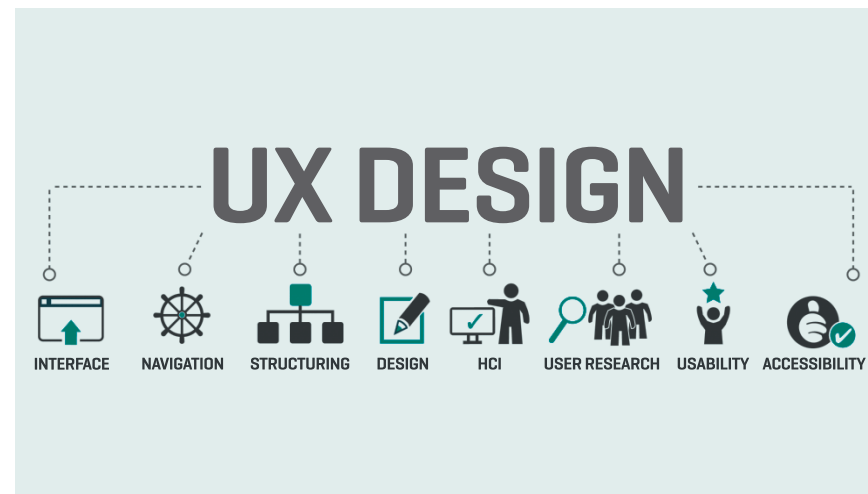 UX DESIGN
INTERFACE NAVIGATION STRUCTURING DESIGN HCI USER RESEARCH USABILITY ACCESSIBILITY